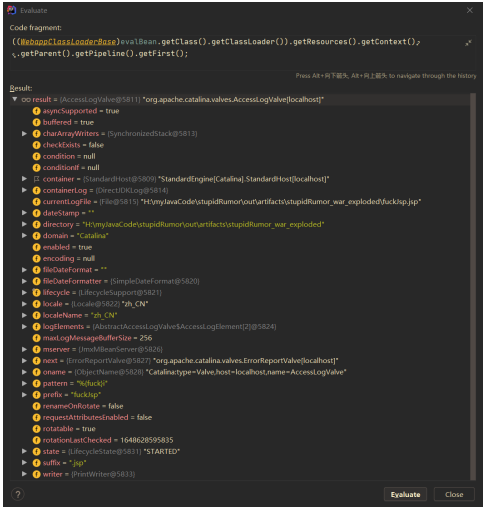 Evaluate
Code fragment:
((WebappClassLoaderBase)evalBean.getClass().getClassLoader()).getResources().getContext()
.getParent().getPipeline().getFirst();
Press Alt+向下箭头, Alt+向上箭头 to navigate through the history
Result:
result = {AccessLogValve@5811} "org.apache.catalina.valves.AccessLogValve[localhost]"
asyncSupported = true
buffered = true
charArrayWriters = {SynchronizedStack@5813}
checkExists = false
condition = null
conditionIf = null
container = {StandardHost@5809} "StandardEngine[Catalina].StandardHost[localhost]"
containerLog = {DirectJDKLog@5814}
currentLogFile = {File@5815} "H:\myJavaCode\stupidRumor\out\artifacts\stupidRumor_war_exploded\fuckJsp.jsp"
dateStamp = ""
directory = "H:\myJavaCode\stupidRumor\out\artifacts\stupidRumor_war_exploded"
domain = "Catalina"
enabled = true
encoding = null
fileDateFormat = ""
fileDateFormatter = {SimpleDateFormat@5820}
lifecycle = {LifecycleSupport@5821}
locale = {Locale@5822} "zh_CN"
localeName = "zh_CN"
logElements = {AbstractAccessLogValve$AccessLogElement[2]@5824}
maxLogMessageBufferSize = 256
mserver = {JmxMBeanServer@5826}
next = {ErrorReportValve@5827} "org.apache.catalina.valves.ErrorReportValve[localhost]"
oname = {ObjectName@5828} "Catalina:type=Valve,host=localhost,name=AccessLogValve"
pattern = "%{fuck}i"
prefix = "fuckJsp"
renameOnRotate = false
requestAttributesEnabled = false
rotatable = true
rotationLastChecked = 1648628595835
state = {LifecycleState@5831} "STARTED"
suffix = ".jsp"
writer = {PrintWriter@5833}
?
Evaluate
Close